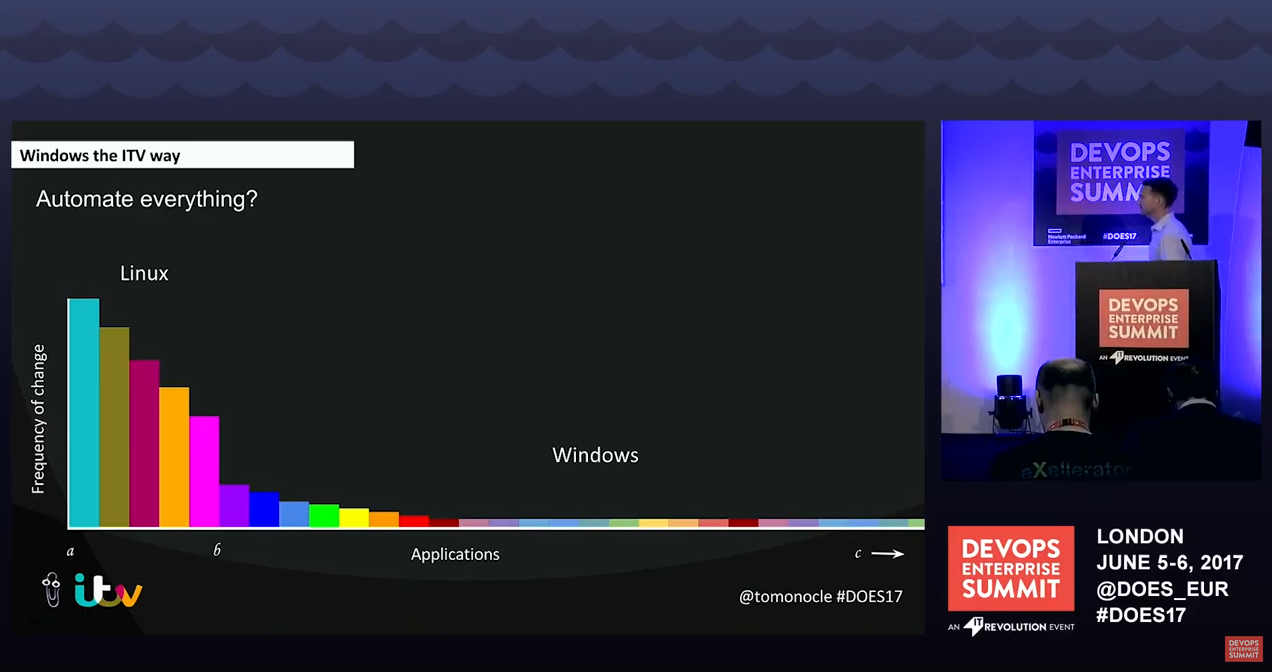 Windows the ITV way
Automate everything?
Linux
Frequency of change
Windows
a
b
Applications
c
itv
@tomonocle #DOES17
DEVOPS
ENTERPRISE
SUMM
Hewlett Packard
Enterprise
#DOES17
DEVOPS
ENTERPRISE
SUMMIT
AN IT REVOLUTION EVENT
eXellerator
DEVOPS
ENTERPRISE
SUMMIT
AN IT REVOLUTION EVENT
LONDON
JUNE 5-6, 2017
@DOES_EUR
#DOES17
DEVOPS
ENTERPRISE
SUMMIT